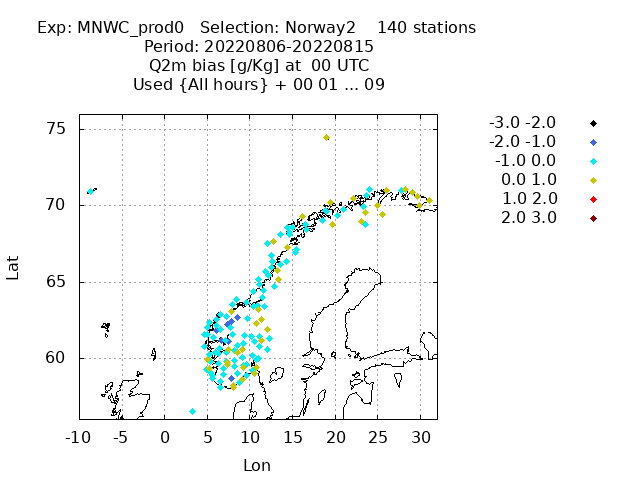 Exp: MNWC_prod0   Selection: Norway2    140 stations
Period: 20220806-20220815
Q2m bias [g/Kg] at  00 UTC
Used {All hours} + 00 01 ... 09
-3.0 -2.0
-2.0 -1.0
-1.0 0.0
0.0 1.0
1.0 2.0
2.0 3.0
75
70
65
60
Lat
-10 -5 0 5 10 15 20 25 30
Lon